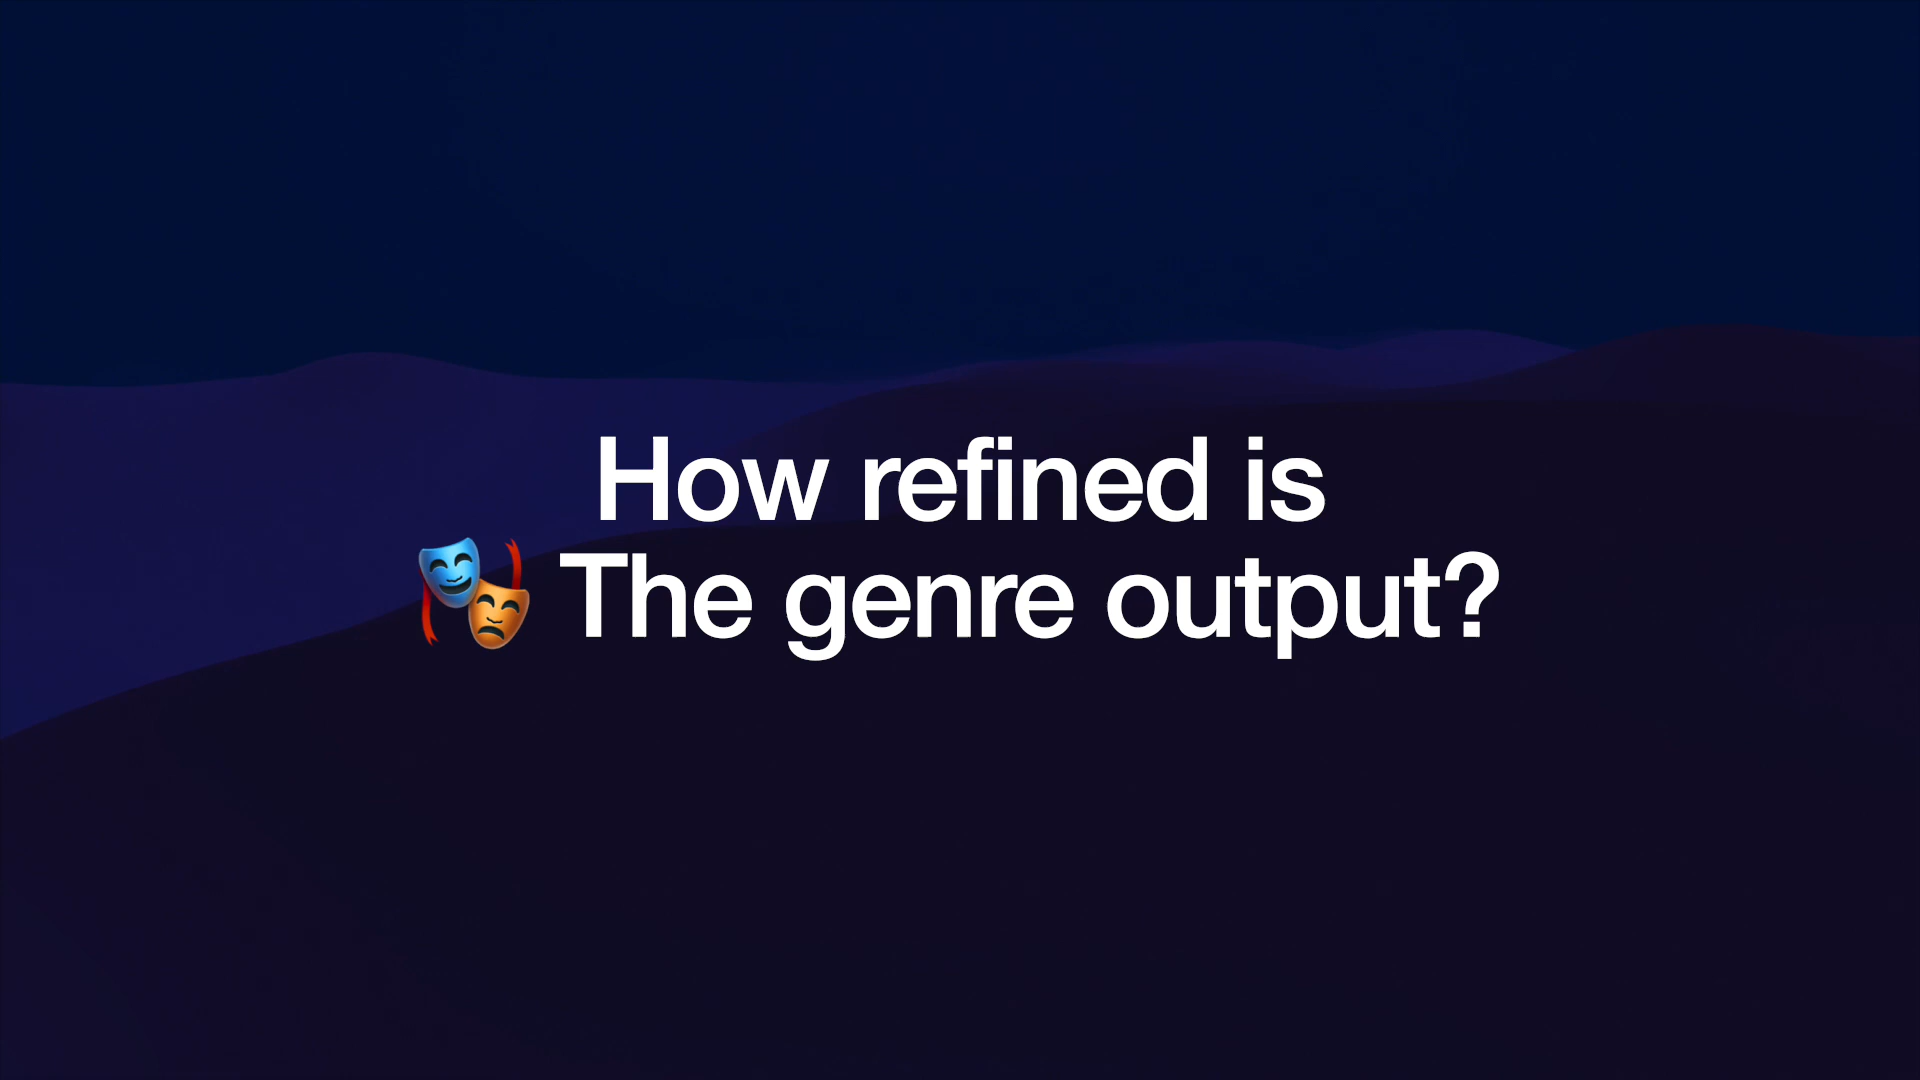 How refined is
🎭 The genre output?